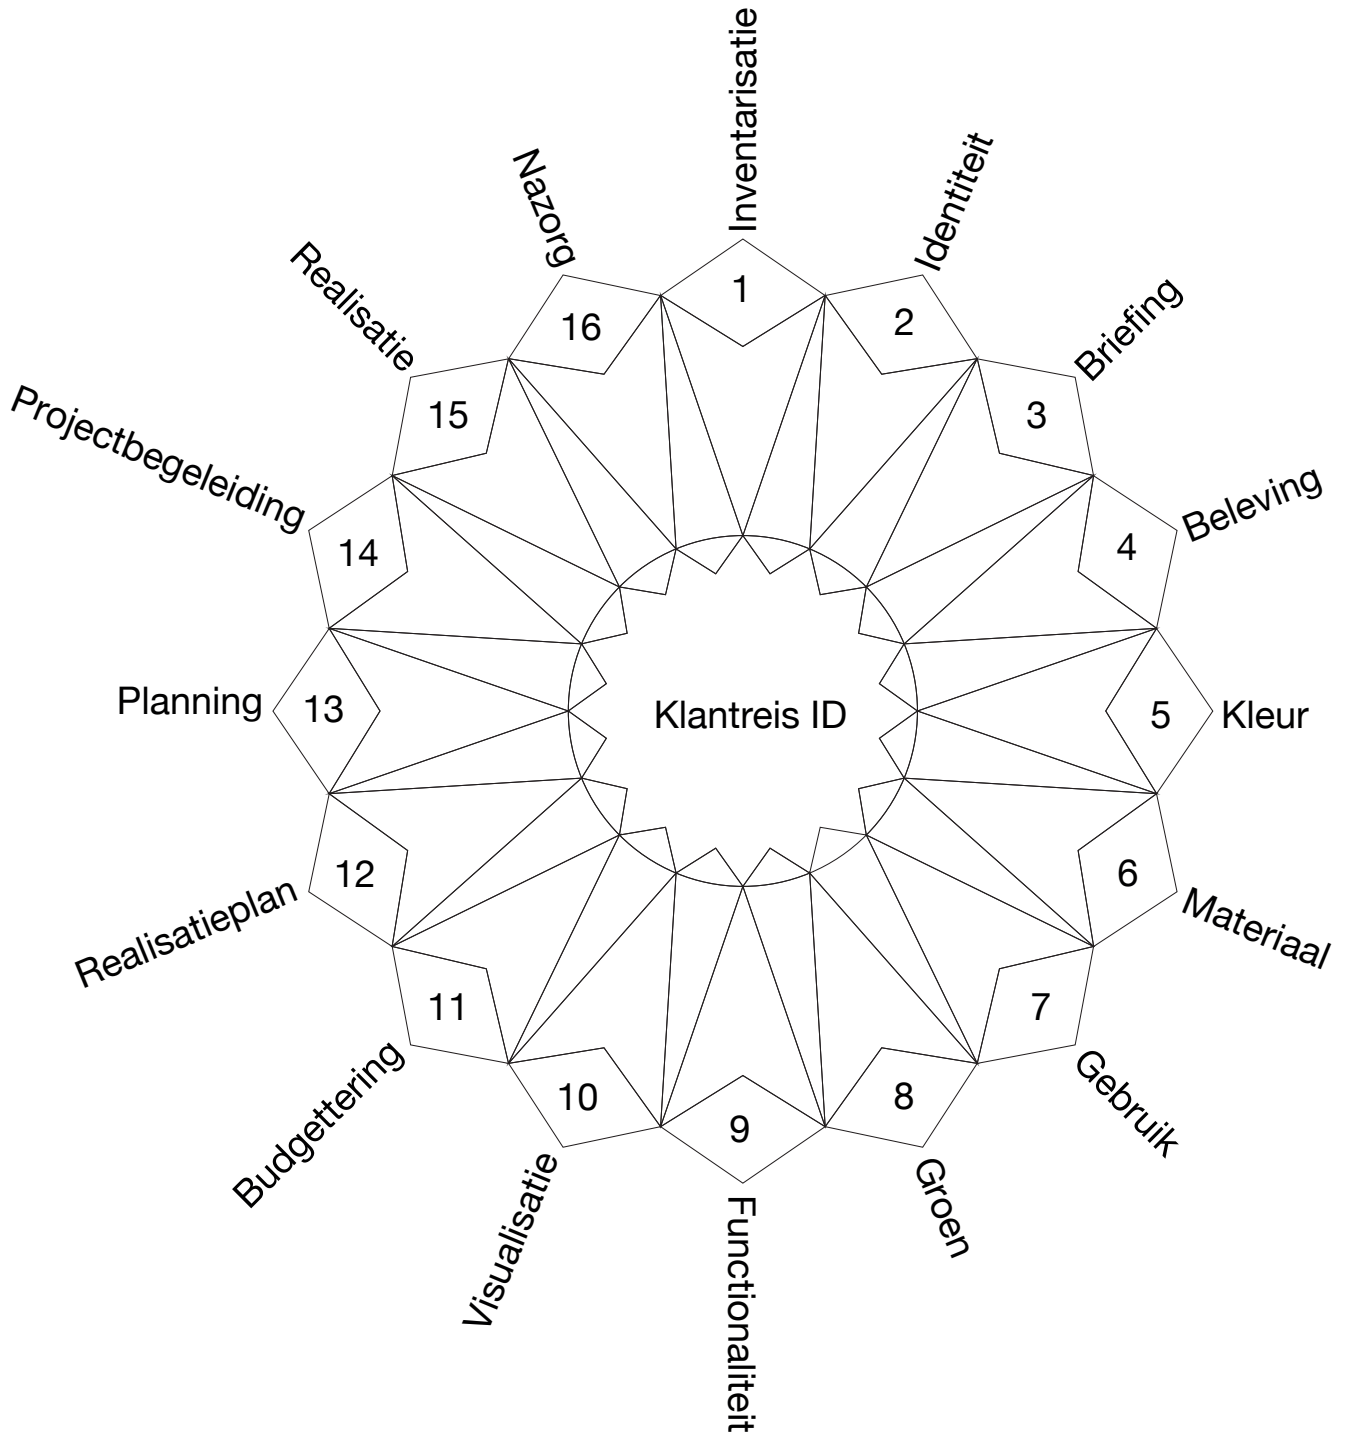 Inventarisatie
1
Identiteit
2
Briefing
3
Beleving
4
Kleur
5
Materiaal
6
Gebruik
7
Groen
8
Functionaliteit
9
Visualisatie
10
Budgettering
11
Realisatieplan
12
Planning
13
Projectbegeleiding
14
Realisatie
15
Nazorg
16
Klantreis ID